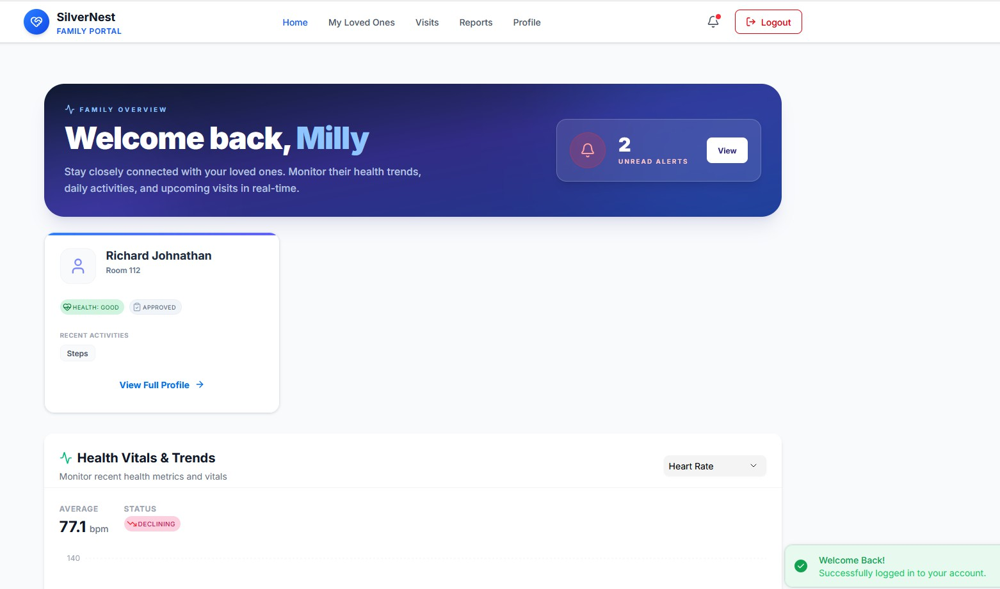 SilverNest
FAMILY PORTAL
Home
My Loved Ones
Visits
Reports
Profile
Logout
FAMILY OVERVIEW
Welcome back, Milly
Stay closely connected with your loved ones. Monitor their health trends,
daily activities, and upcoming visits in real-time.
2
UNREAD ALERTS
View
Richard Johnathan
Room 112
HEALTH: GOOD
APPROVED
RECENT ACTIVITIES
Steps
View Full Profile
Health Vitals & Trends
Monitor recent health metrics and vitals
Heart Rate
AVERAGE
77.1 bpm
STATUS
DECLINING
140
Welcome Back!
Successfully logged in to your account.